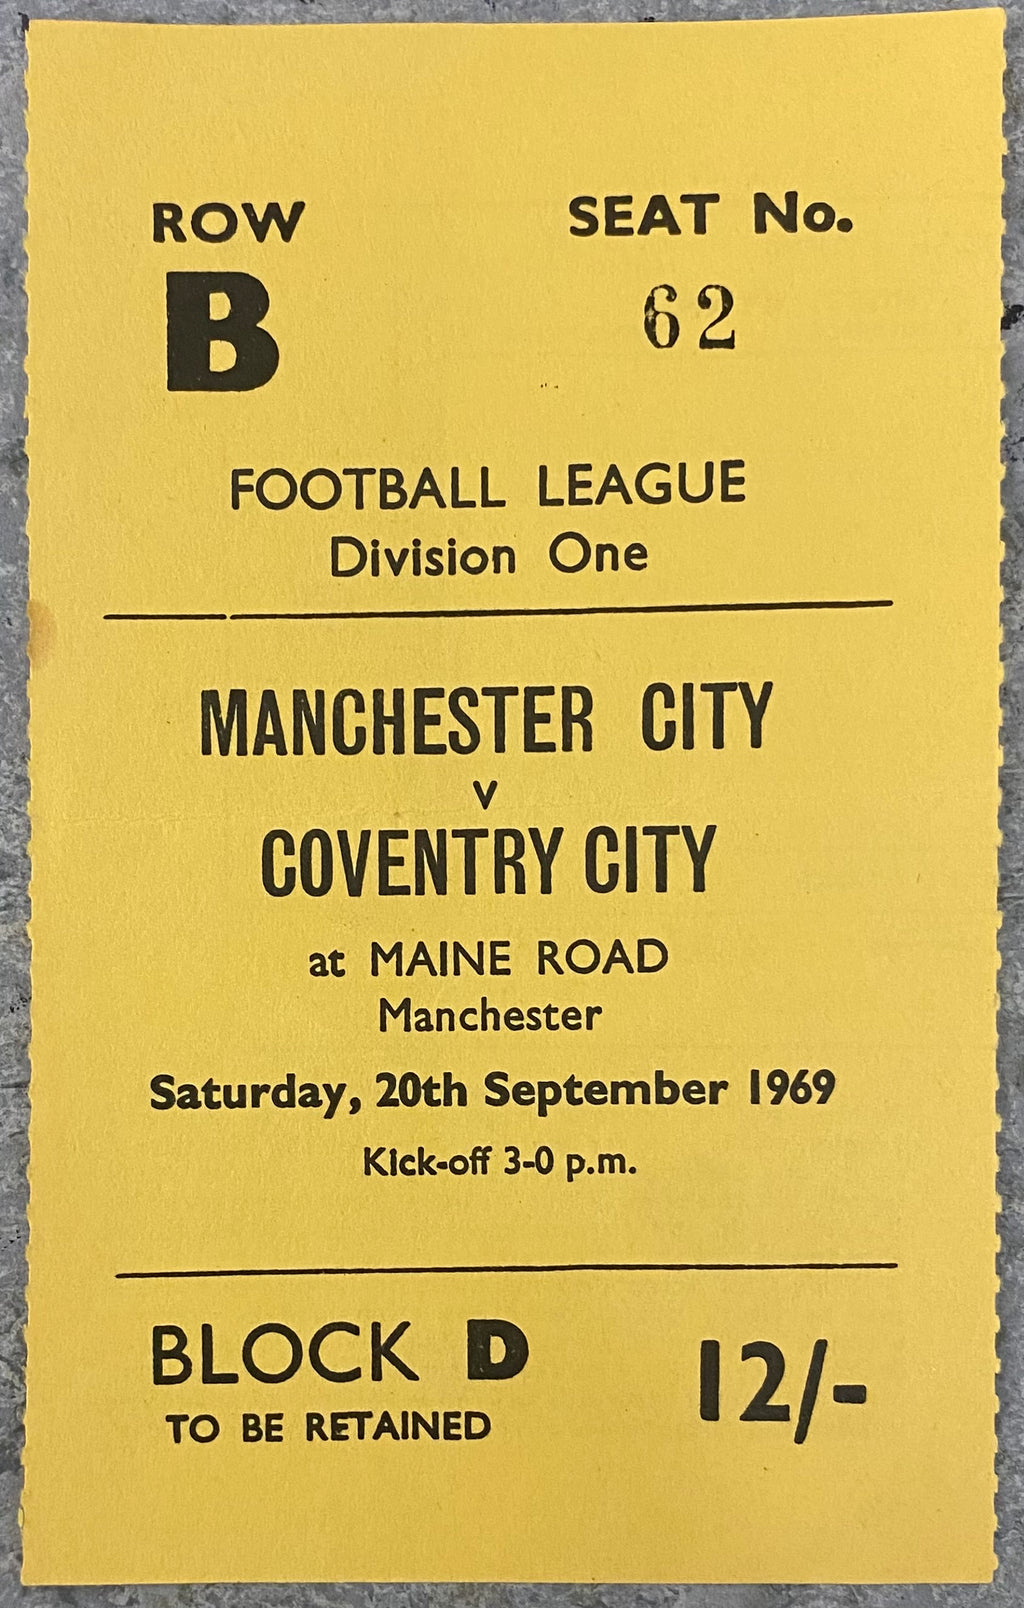 ROW SEAT No.
B 62
FOOTBALL LEAGUE
Division One
MANCHESTER CITY
v
COVENTRY CITY
at MAINE ROAD
Manchester
Saturday, 20th September 1969
Kick-off 3-0 p.m.
BLOCK D 12/-
TO BE RETAINED